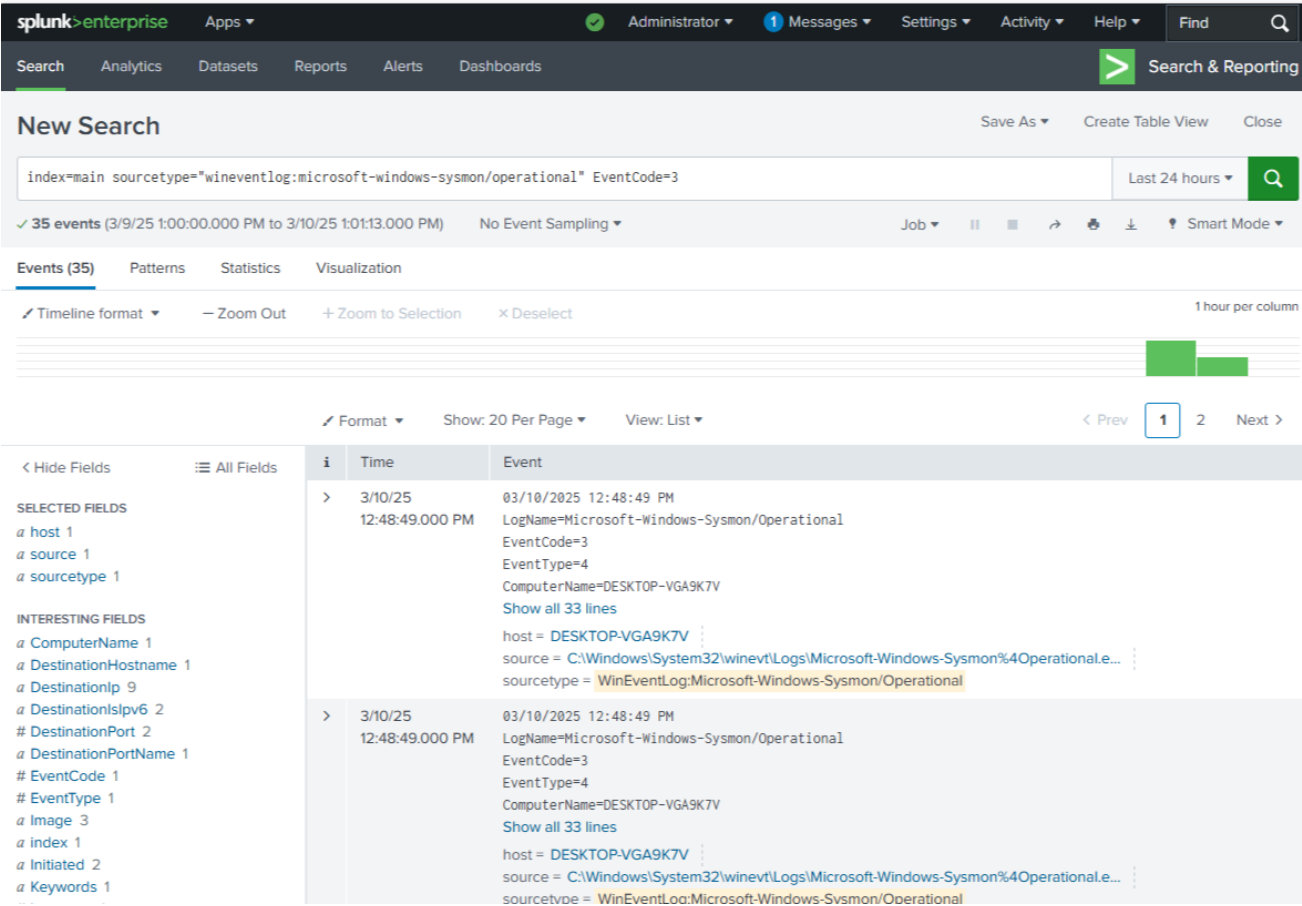 splunk>enterprise Apps Administrator 1 Messages Settings Activity Help Find
Search Analytics Datasets Reports Alerts Dashboards > Search & Reporting
New Search Save As Create Table View Close
index=main sourcetype="wineventlog:microsoft-windows-sysmon/operational" EventCode=3 Last 24 hours
35 events (3/9/25 1:00:00.000 PM to 3/10/25 1:01:13.000 PM) No Event Sampling Job Smart Mode
Events (35) Patterns Statistics Visualization
Timeline format — Zoom Out + Zoom to Selection × Deselect 1 hour per column
Format Show: 20 Per Page View: List < Prev 1 2 Next >
< Hide Fields All Fields
SELECTED FIELDS
a host 1
a source 1
a sourcetype 1
INTERESTING FIELDS
a ComputerName 1
a DestinationHostname 1
a DestinationIp 9
a DestinationIsIpv6 2
# DestinationPort 2
a DestinationPortName 1
# EventCode 1
# EventType 1
a Image 3
a index 1
a Initiated 2
a Keywords 1
i Time Event
> 3/10/25
12:48:49.000 PM
03/10/2025 12:48:49 PM
LogName=Microsoft-Windows-Sysmon/Operational
EventCode=3
EventType=4
ComputerName=DESKTOP-VGA9K7V
Show all 33 lines
host = DESKTOP-VGA9K7V
source = C:\Windows\System32\winevt\Logs\Microsoft-Windows-Sysmon%4Operational.e...
sourcetype = WinEventLog:Microsoft-Windows-Sysmon/Operational
> 3/10/25
12:48:49.000 PM
03/10/2025 12:48:49 PM
LogName=Microsoft-Windows-Sysmon/Operational
EventCode=3
EventType=4
ComputerName=DESKTOP-VGA9K7V
Show all 33 lines
host = DESKTOP-VGA9K7V
source = C:\Windows\System32\winevt\Logs\Microsoft-Windows-Sysmon%4Operational.e...
sourcetype = WinEventLog:Microsoft-Windows-Sysmon/Operational